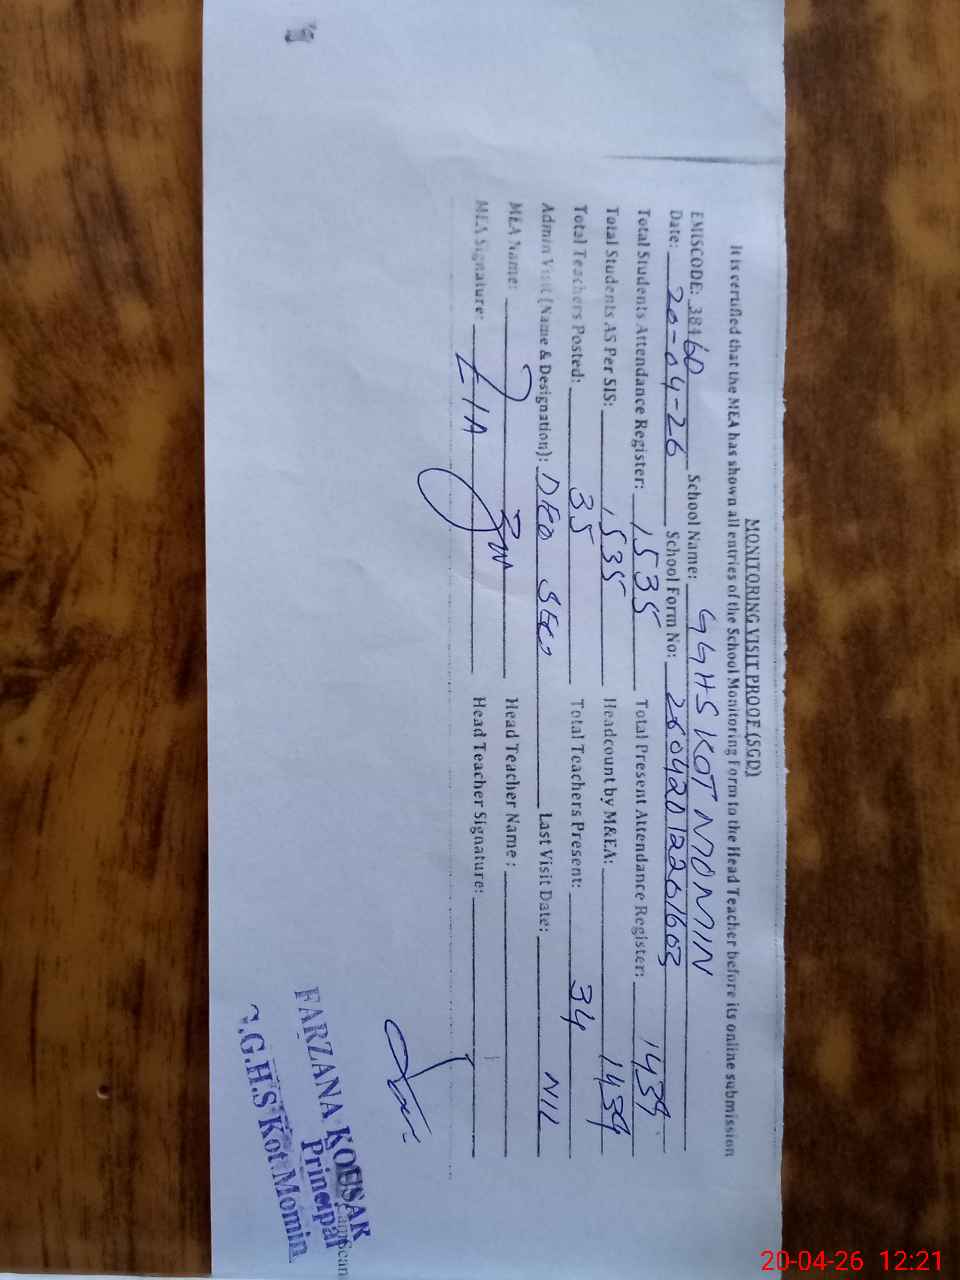 MONITORING VISIT PROOF (SGD)
It is certified that the MEA has shown all entries of the School Monitoring Form to the Head Teacher before its online submission
EMISCODE: 38460 School Name: GGHS KOT MOMIN
Date: 20-04-26 School Form No:
Total Students Attendance Register: 1535 Total Present Attendance Register: 1439
Total Students AS Per SIS: 1535 Headcount by M&EA: 1439
Total Teachers Posted: 35 Total Teachers Present: 34
Admin Visit (Name & Designation): DEO SEO Last Visit Date: NIL
MEA Name: Head Teacher Name:
MEA Signature: Head Teacher Signature:
FARZANA KOUSAR
Principal
G.G.H.S Kot Momin
20-04-26 12:21